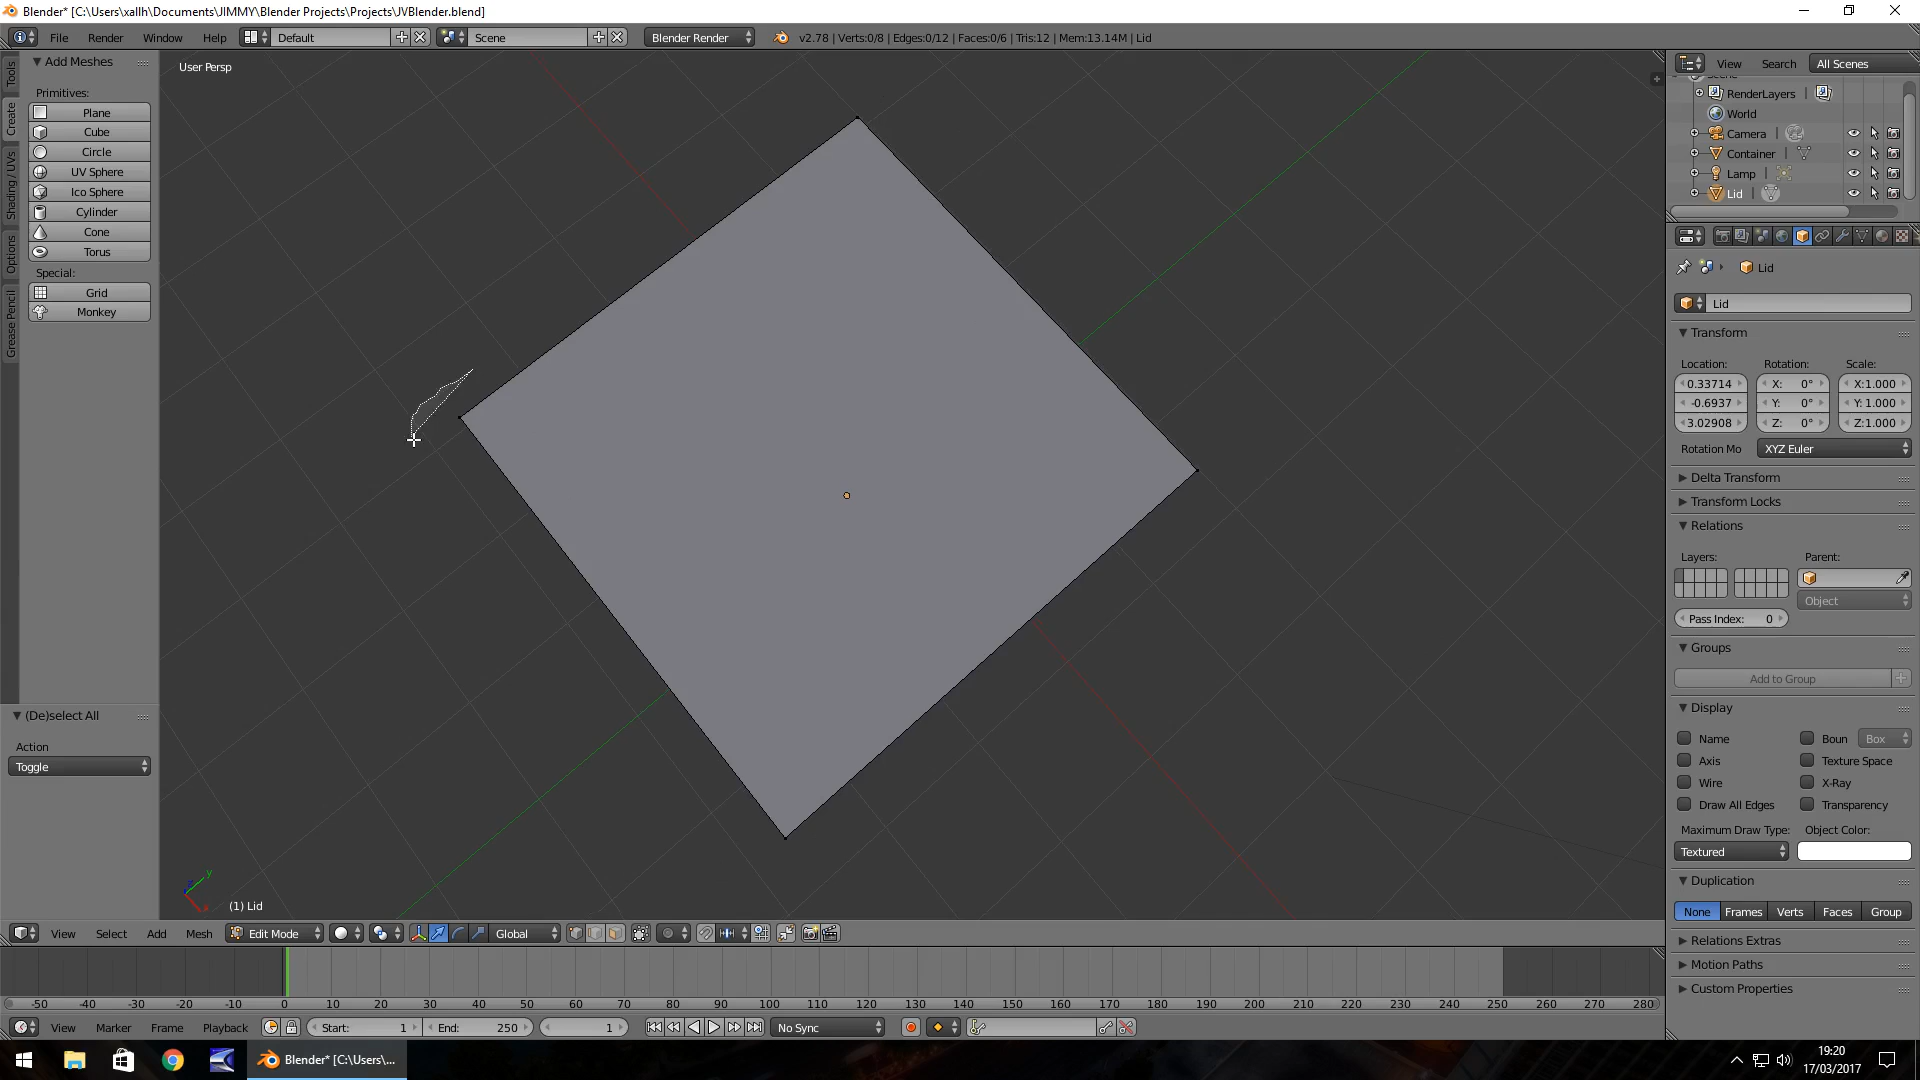 Blender* [C:\Users\xallh\Documents\JIMMY\Blender Projects\Projects\JVBlender.blend]
File Render Window Help Default Scene Blender Render v2.78 | Verts:0/8 | Edges:0/12 | Faces:0/6 | Tris:12 | Mem:13.14M | Lid
Add Meshes
Primitives:
Plane
Cube
Circle
UV Sphere
Ico Sphere
Cylinder
Cone
Torus
Special:
Grid
Monkey
Tools
Create
Shading / UVs
Options
Grease Pencil
(De)select All
Action
Toggle
User Persp
y
(1) Lid
View Select Add Mesh Edit Mode Global
-50 -40 -30 -20 -10 0 10 20 30 40 50 60 70 80 90 100 110 120 130 140 150 160 170 180 190 200 210 220 230 240 250 260 270 280
View Marker Frame Playback Start: 1 End: 250 1 No Sync
View Search All Scenes
RenderLayers
World
Camera
Container
Lamp
Lid
Lid
Lid
Transform
Location: Rotation: Scale:
0.33714 X: 0° X:1.000
-0.6937 Y: 0° Y: 1.000
3.02908 Z: 0° Z:1.000
Rotation Mo XYZ Euler
Delta Transform
Transform Locks
Relations
Layers: Parent:
Object
Pass Index: 0
Groups
Add to Group
Display
Name Boun Box
Axis Texture Space
Wire X-Ray
Draw All Edges Transparency
Maximum Draw Type: Object Color:
Textured
Duplication
None Frames Verts Faces Group
Relations Extras
Motion Paths
Custom Properties
Blender* [C:\Users\...
19:20
17/03/2017